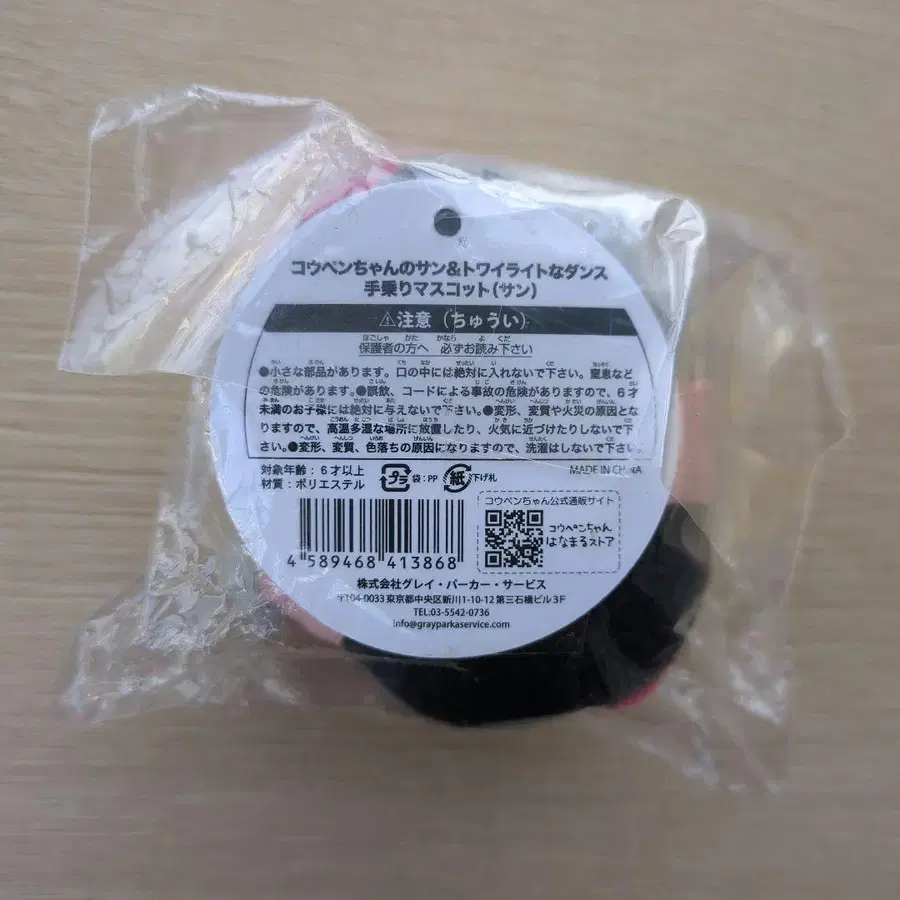 コウペンちゃんのサン&トワイライトなダンス
手乗りマスコット(サン)
⚠注意(ちゅうい)
保護者の方へ 必ずお読み下さい
●小さな部品があります。口の中には絶対に入れないで下さい。窒息など
の危険があります。●誤飲、コードによる事故の危険がありますので、6才
未満のお子様には絶対に与えないで下さい。●変形、変質や火災の原因とな
りますので、高温多湿な場所に放置したり、火気に近づけたりしないで下
さい。●変形、変質、色落ちの原因になりますので、洗濯はしないで下さい。
対象年齢:6才以上
材質:ポリエステル
プラ 袋:PP 紙 下げ札
MADE IN CHINA
コウペンちゃん公式通販サイト
コウペンちゃん
はなまるストア
4 589468 413868
株式会社グレイ・パーカー・サービス
〒104-0033 東京都中央区新川1-10-12 第三石橋ビル3F
TEL:03-5542-0736
info@grayparkaservice.com